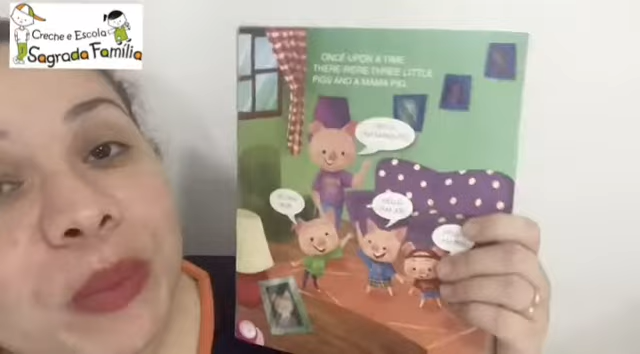 Creche e Escola
Sagrada Família
ONCE UPON A TIME
THERE WERE THREE LITTLE
PIGS AND A MAMA PIG.